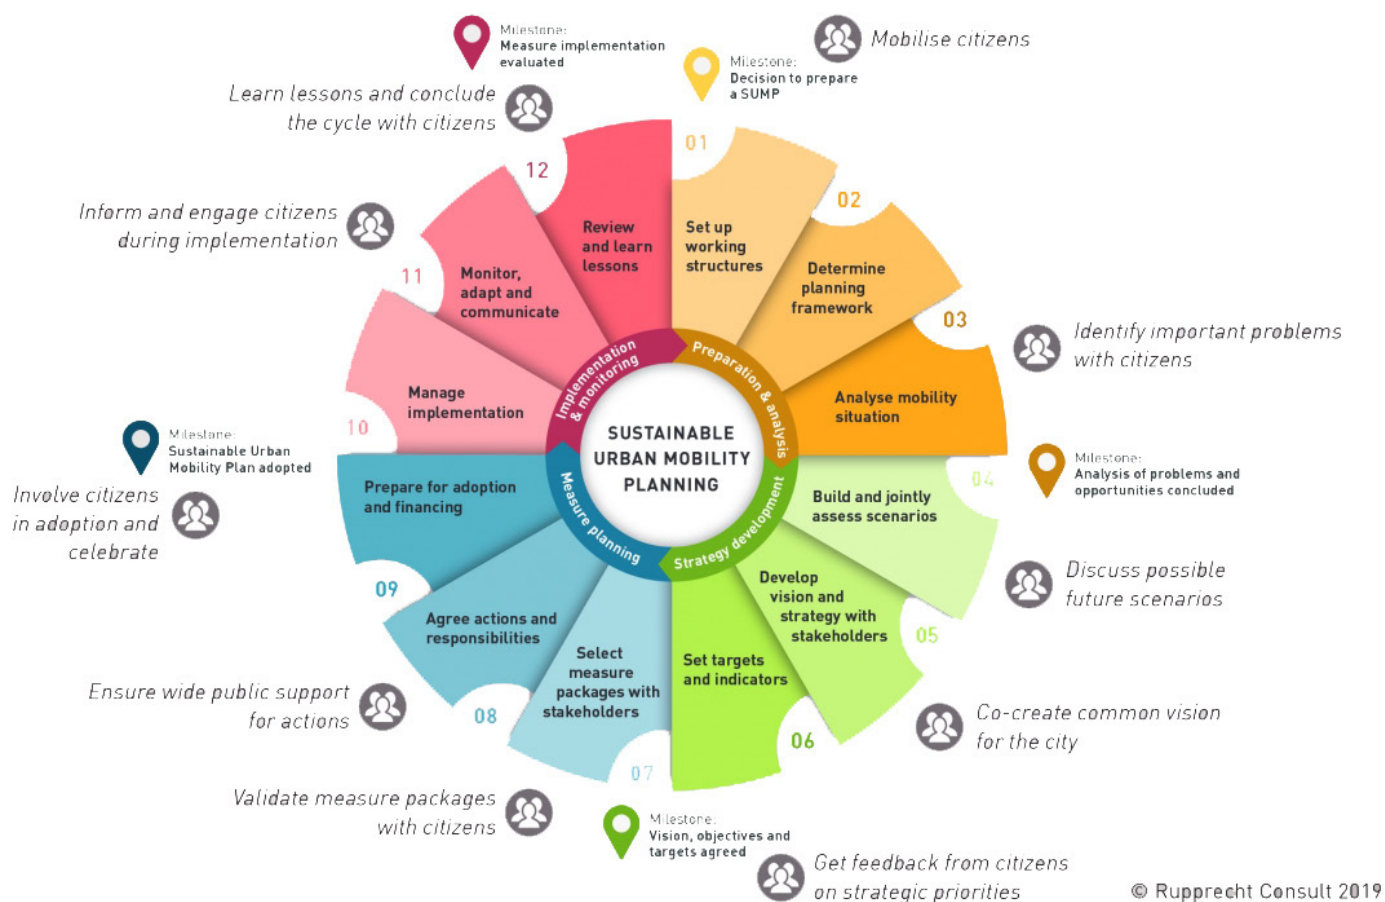 Milestone:
Measure implementation
evaluated
Milestone:
Decision to prepare
a SUMP
Mobilise citizens
Learn lessons and conclude
the cycle with citizens
Inform and engage citizens
during implementation
01
Set up
working
structures
02
Determine
planning
framework
03
Analyse mobility
situation
Identify important problems
with citizens
Milestone:
Analysis of problems and
opportunities concluded
04
Build and jointly
assess scenarios
Discuss possible
future scenarios
05
Develop
vision and
strategy with
stakeholders
Co-create common vision
for the city
06
Set targets
and indicators
Milestone:
Vision, objectives and
targets agreed
Get feedback from citizens
on strategic priorities
07
Select
measure
packages with
stakeholders
Validate measure packages
with citizens
08
Agree actions and
responsibilities
Ensure wide public support
for actions
09
Prepare for adoption
and financing
Involve citizens
in adoption and
celebrate
Milestone:
Sustainable Urban
Mobility Plan adopted
10
Manage
implementation
11
Monitor,
adapt and
communicate
12
Review
and learn
lessons
Preparation & analysis
Strategy development
Measure planning
Implementation
& monitoring
SUSTAINABLE
URBAN MOBILITY
PLANNING
© Rupprecht Consult 2019